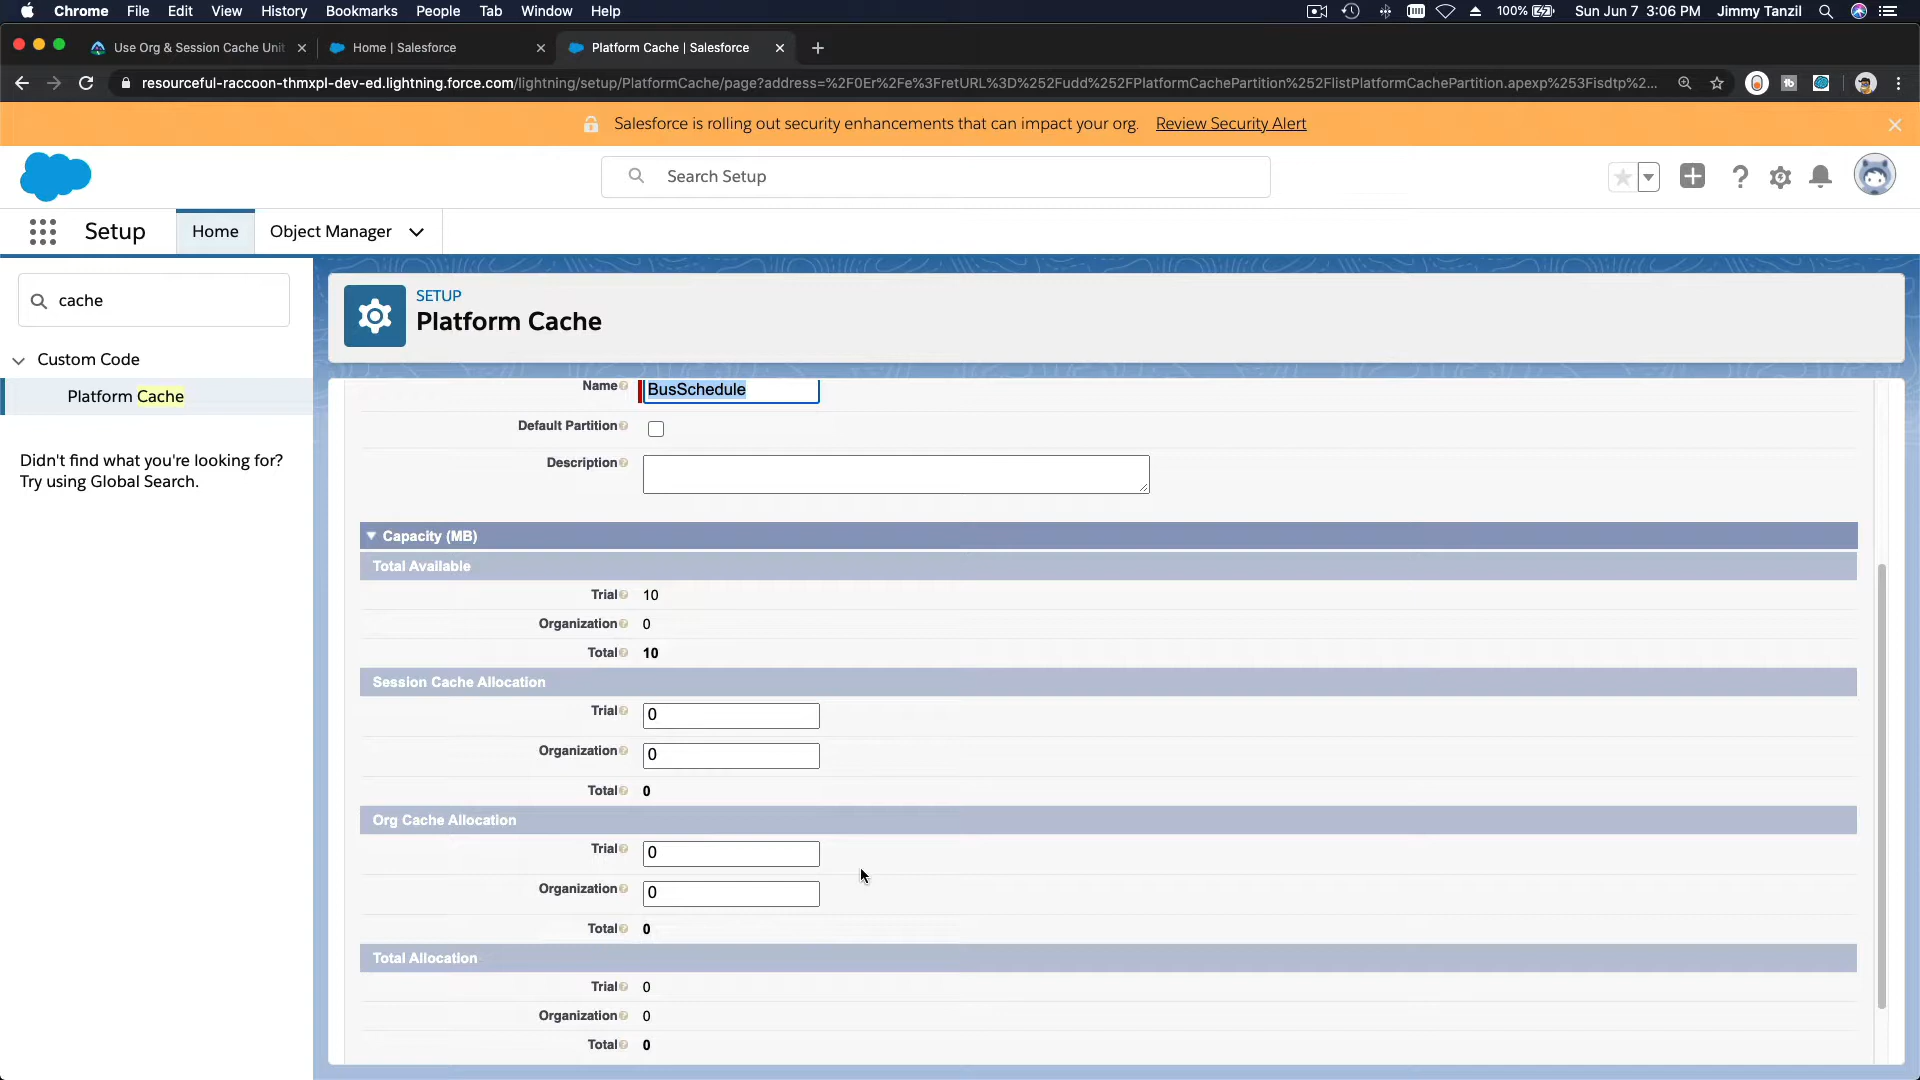 Chrome File Edit View History Bookmarks People Tab Window Help 100% Sun Jun 7 3:06 PM Jimmy Tanzil
Use Org & Session Cache Unit Home | Salesforce Platform Cache | Salesforce
resourceful-raccoon-thmxpl-dev-ed.lightning.force.com/lightning/setup/PlatformCache/page?address=%2F0Er%2Fe%3FretURL%3D%252Fudd%252FPlatformCachePartition%252FlistPlatformCachePartition.apexp%253Fisdtp%2...
Salesforce is rolling out security enhancements that can impact your org. Review Security Alert
Search Setup
Setup Home Object Manager
cache
Custom Code
Platform Cache
Didn't find what you're looking for?
Try using Global Search.
SETUP
Platform Cache
Name BusSchedule
Default Partition
Description
Capacity (MB)
Total Available
Trial 10
Organization 0
Total 10
Session Cache Allocation
Trial 0
Organization 0
Total 0
Org Cache Allocation
Trial 0
Organization 0
Total 0
Total Allocation
Trial 0
Organization 0
Total 0